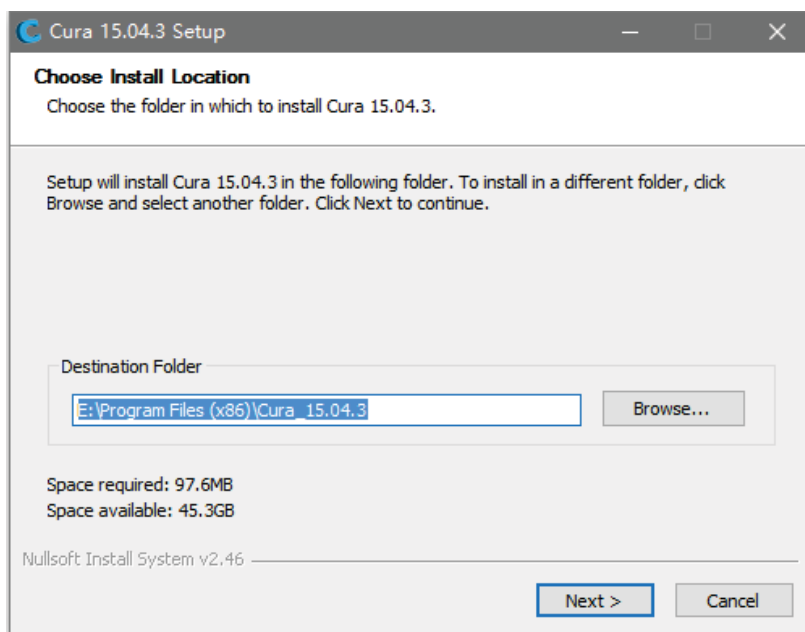 Cura 15.04.3 Setup
Choose Install Location
Choose the folder in which to install Cura 15.04.3.
Setup will install Cura 15.04.3 in the following folder. To install in a different folder, click
Browse and select another folder. Click Next to continue.
Destination Folder
E:\Program Files (x86)\Cura_15.04.3
Browse...
Space required: 97.6MB
Space available: 45.3GB
Nullsoft Install System v2.46
Next >
Cancel